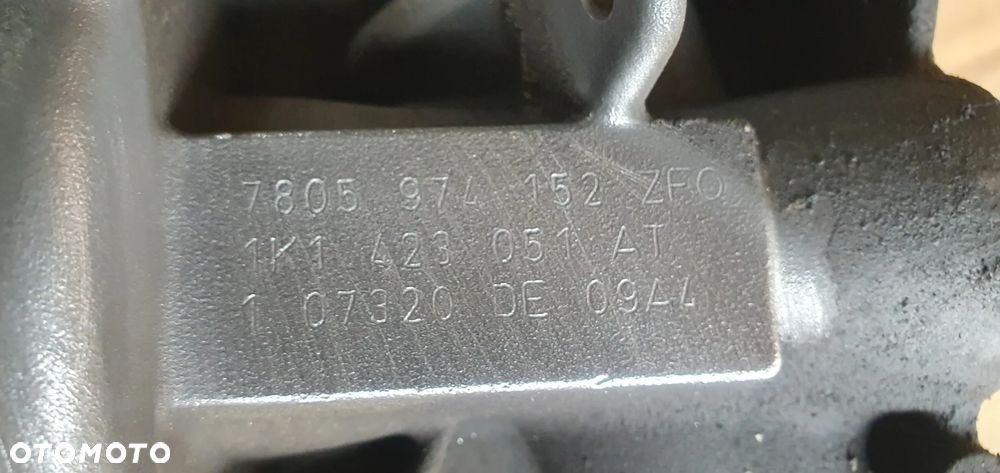 7805 974 152 ZFO
1K1 423 051 AT
1 07320 DE 09A4
OTOMOTO